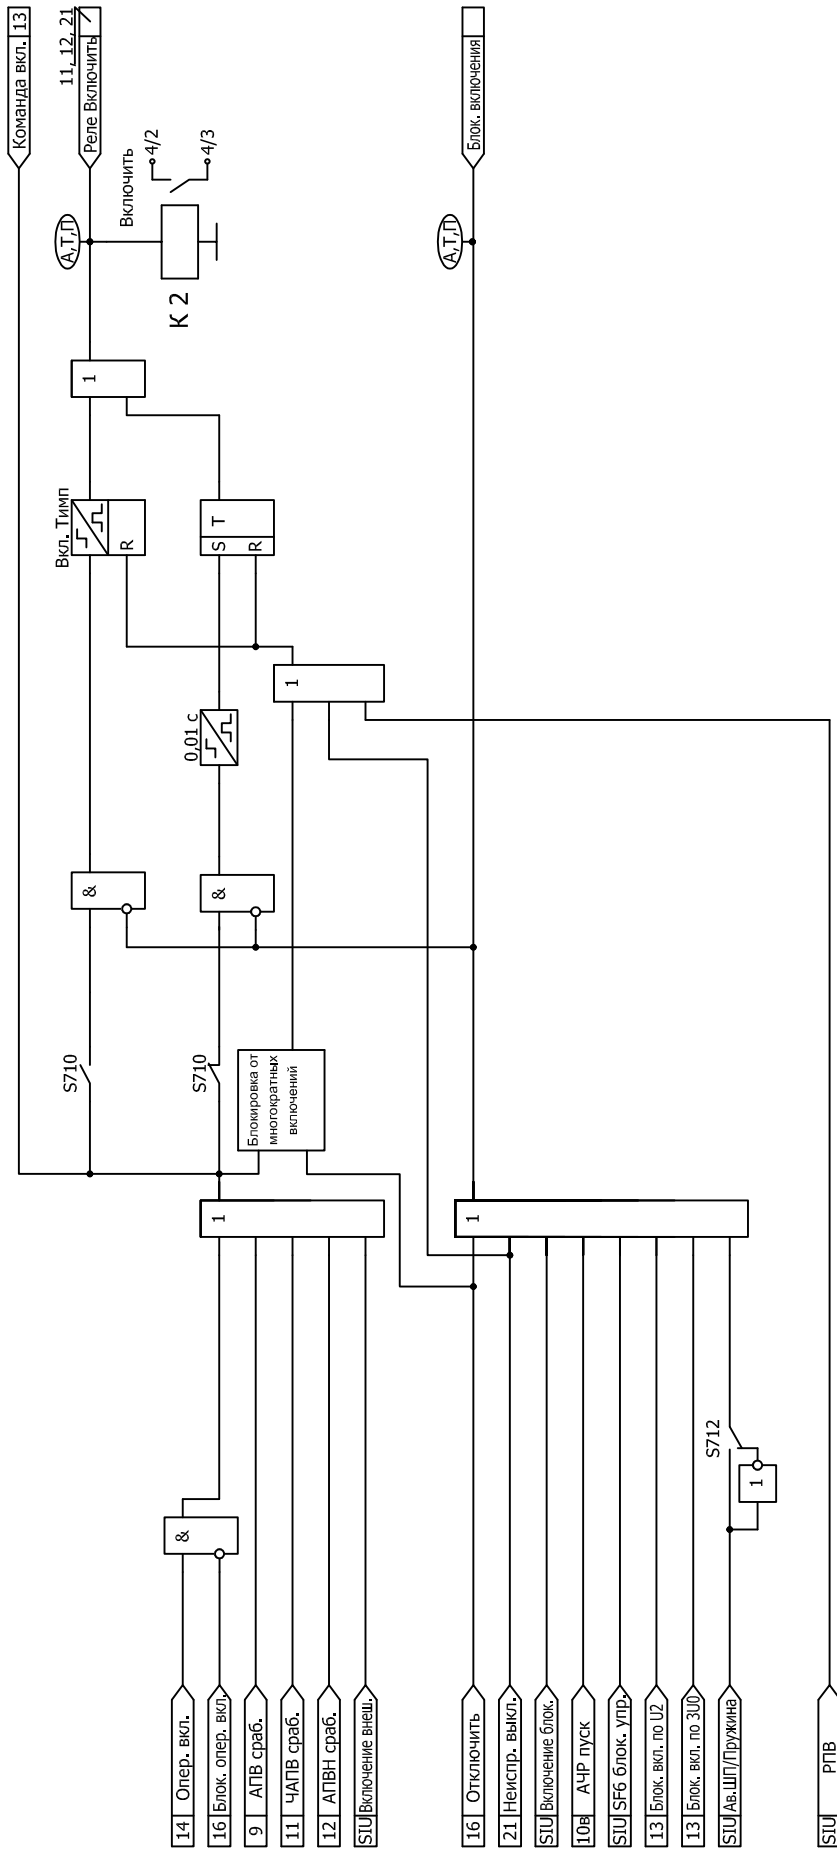 Команда вкл. 13
11, 12, 21
Реле Включить
А,Т,П
Включить
4/2
4/3
К 2
1
Вкл. Тимп
R
T
S
R
1
0,01 с
&
&
S710
S710
Блокировка от
многократных
включений
1
&
14 Опер. вкл.
16 Блок. опер. вкл.
9 АПВ сраб.
11 ЧАПВ сраб.
12 АПВН сраб.
SIU Включение внеш.
Блок. включения
А,Т,П
1
S712
1
16 Отключить
21 Неиспр. выкл.
SIU Включение блок.
10в АЧР пуск
SIU SF6 блок. упр.
13 Блок. вкл. по U2
13 Блок. вкл. по 3U0
SIU Ав.ШП/Пружина
SIU РПВ